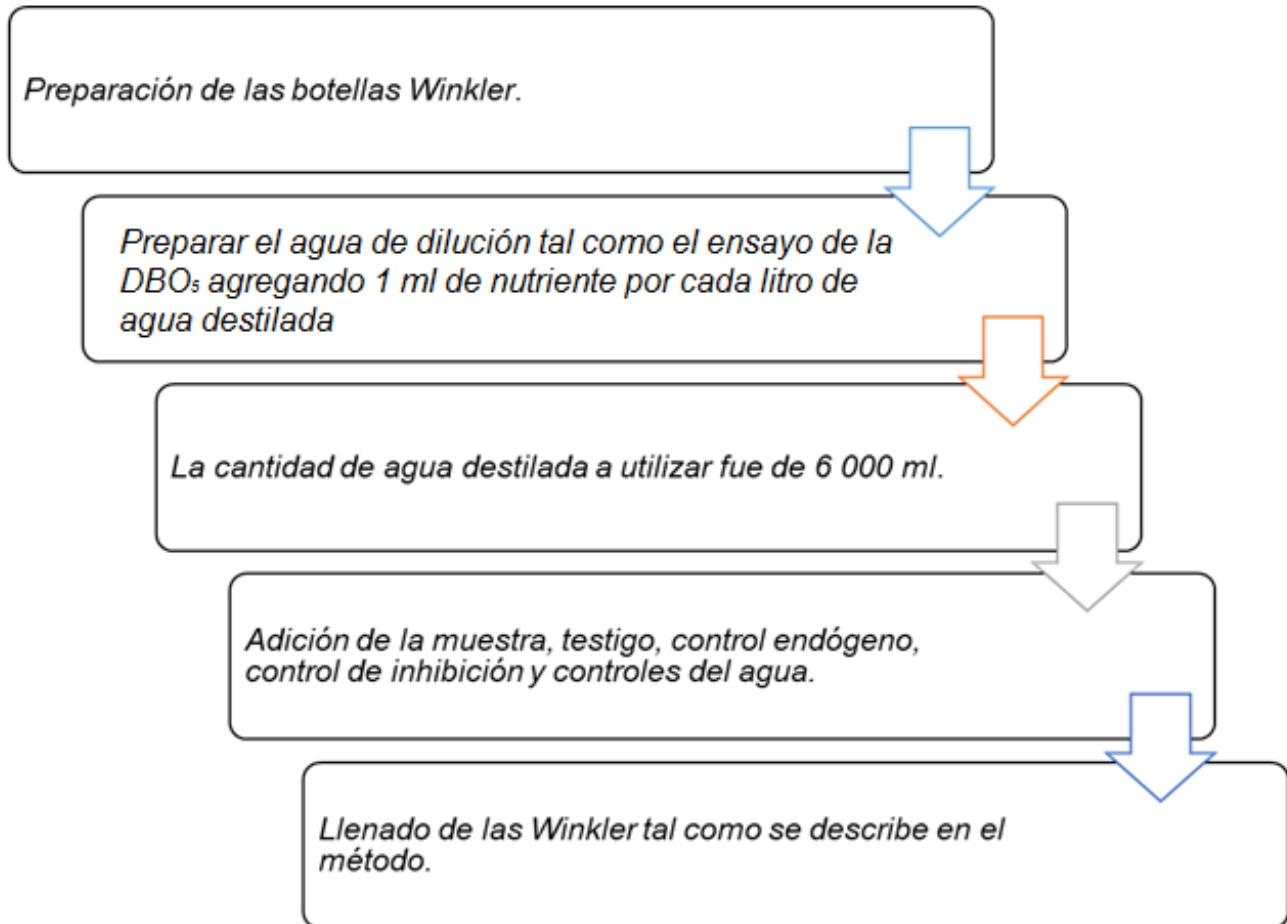 Preparación de las botellas Winkler.
Preparar el agua de dilución tal como el ensayo de la
DBO₅ agregando 1 ml de nutriente por cada litro de
agua destilada
La cantidad de agua destilada a utilizar fue de 6 000 ml.
Adición de la muestra, testigo, control endógeno,
control de inhibición y controles del agua.
Llenado de las Winkler tal como se describe en el
método.